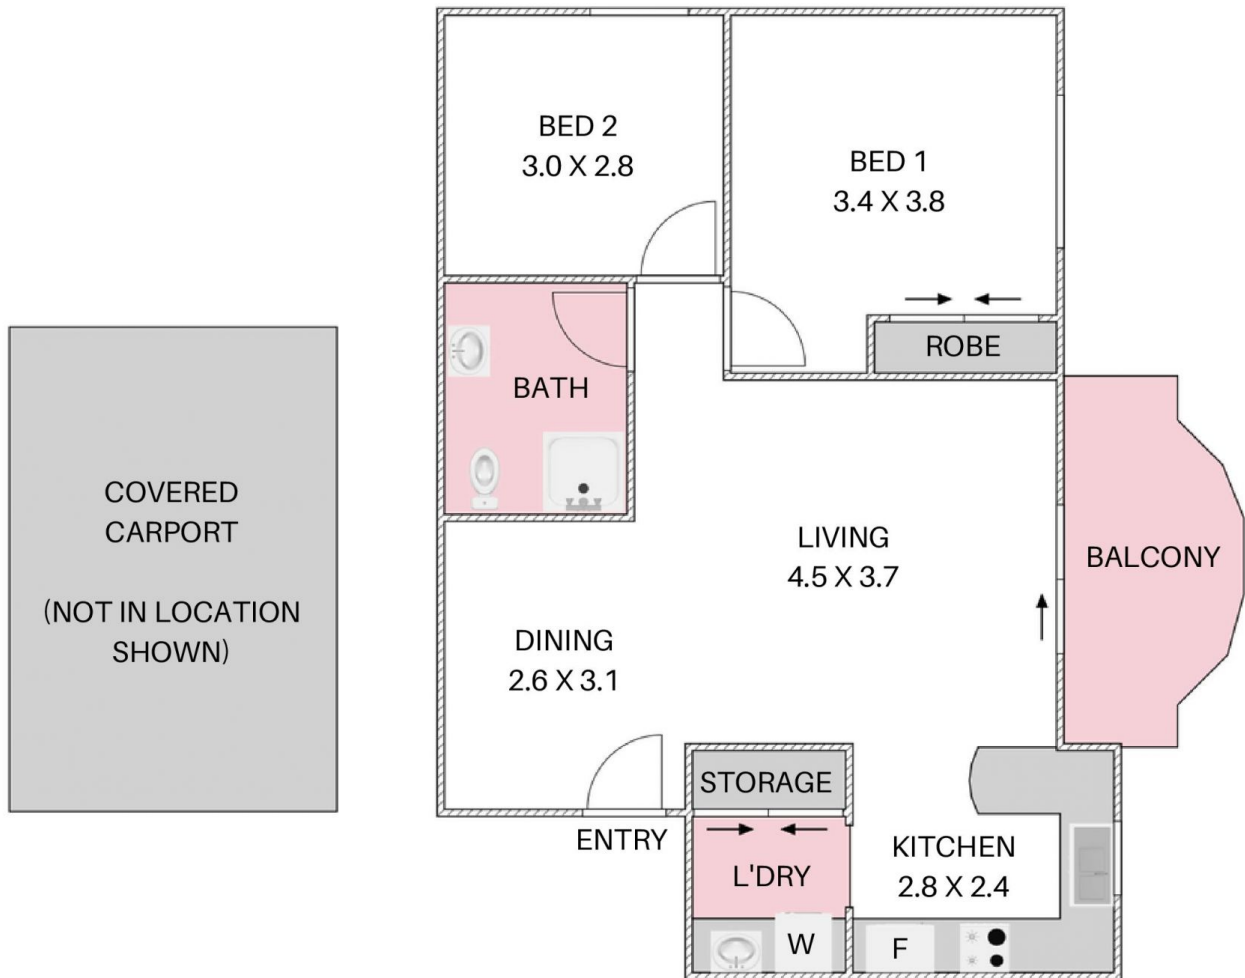 BED 2
3.0 X 2.8
BED 1
3.4 X 3.8
ROBE
BATH
COVERED
CARPORT
(NOT IN LOCATION
SHOWN)
LIVING
4.5 X 3.7
BALCONY
DINING
2.6 X 3.1
STORAGE
ENTRY
L'DRY
KITCHEN
2.8 X 2.4
W
F